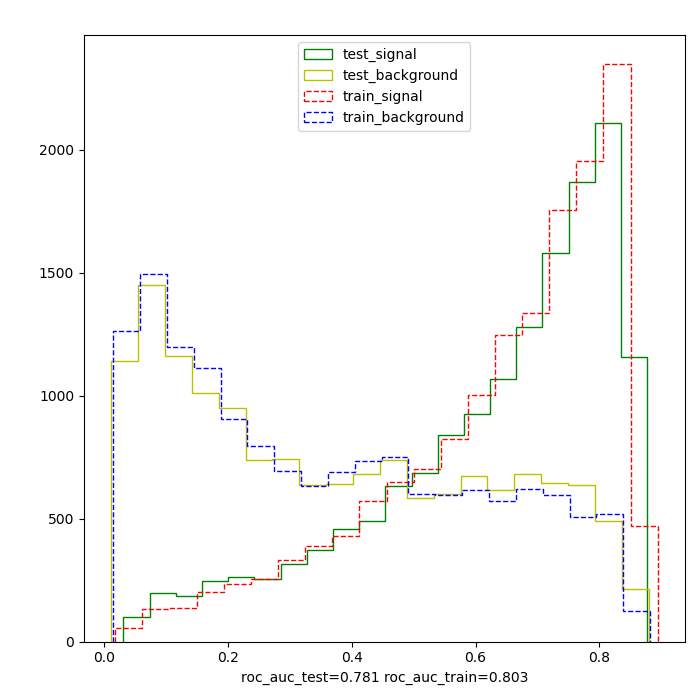 test_signal
test_background
train_signal
train_background
2000
1500
1000
500
0
0.0 0.2 0.4 0.6 0.8
roc_auc_test=0.781 roc_auc_train=0.803